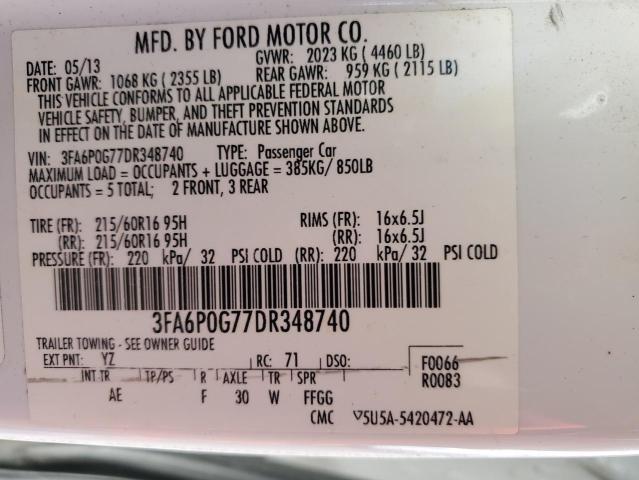 MFD. BY FORD MOTOR CO.
DATE: 05/13 GVWR: 2023 KG ( 4460 LB)
FRONT GAWR: 1068 KG ( 2355 LB) REAR GAWR: 959 KG ( 2115 LB)
THIS VEHICLE CONFORMS TO ALL APPLICABLE FEDERAL MOTOR
VEHICLE SAFETY, BUMPER, AND THEFT PREVENTION STANDARDS
IN EFFECT ON THE DATE OF MANUFACTURE SHOWN ABOVE.
VIN: 3FA6P0G77DR348740 TYPE: Passenger Car
MAXIMUM LOAD = OCCUPANTS + LUGGAGE = 385KG/ 850LB
OCCUPANTS = 5 TOTAL; 2 FRONT, 3 REAR
TIRE (FR): 215/60R16 95H RIMS (FR): 16x6.5J
(RR): 215/60R16 95H (RR): 16x6.5J
PRESSURE (FR): 220 kPa/ 32 PSI COLD (RR): 220 kPa/ 32 PSI COLD
3FA6P0G77DR348740
TRAILER TOWING - SEE OWNER GUIDE
EXT PNT: YZ RC: 71 DSO: F0066
INT TR TP/PS R AXLE TR SPR R0083
AE F 30 W FFGG
CMC V5U5A-5420472-AA